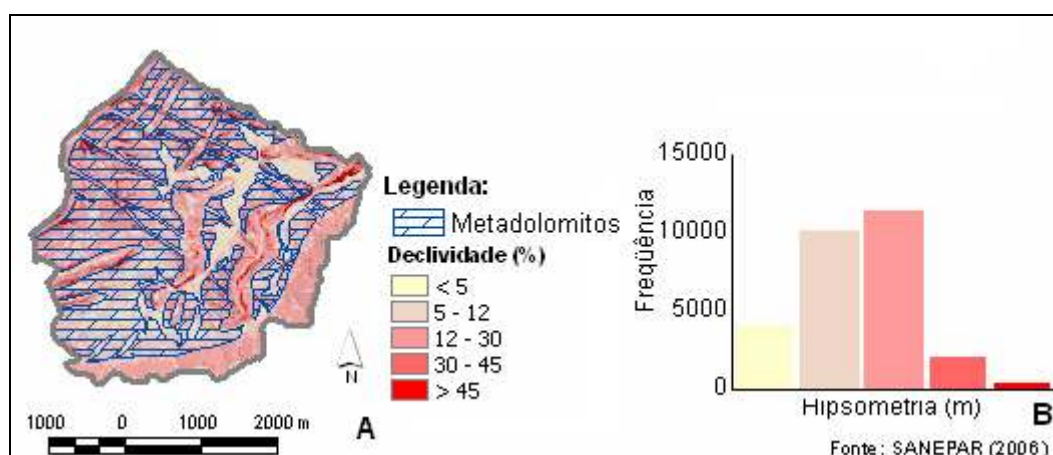 Legenda:
Metadolomitos
Declividade (%)
< 5
5 - 12
12 - 30
30 - 45
> 45
N
1000 0 1000 2000 m
A
15000
10000
5000
0
Freqüência
Hipsometria (m)
B
Fonte: SANEPAR (2006)